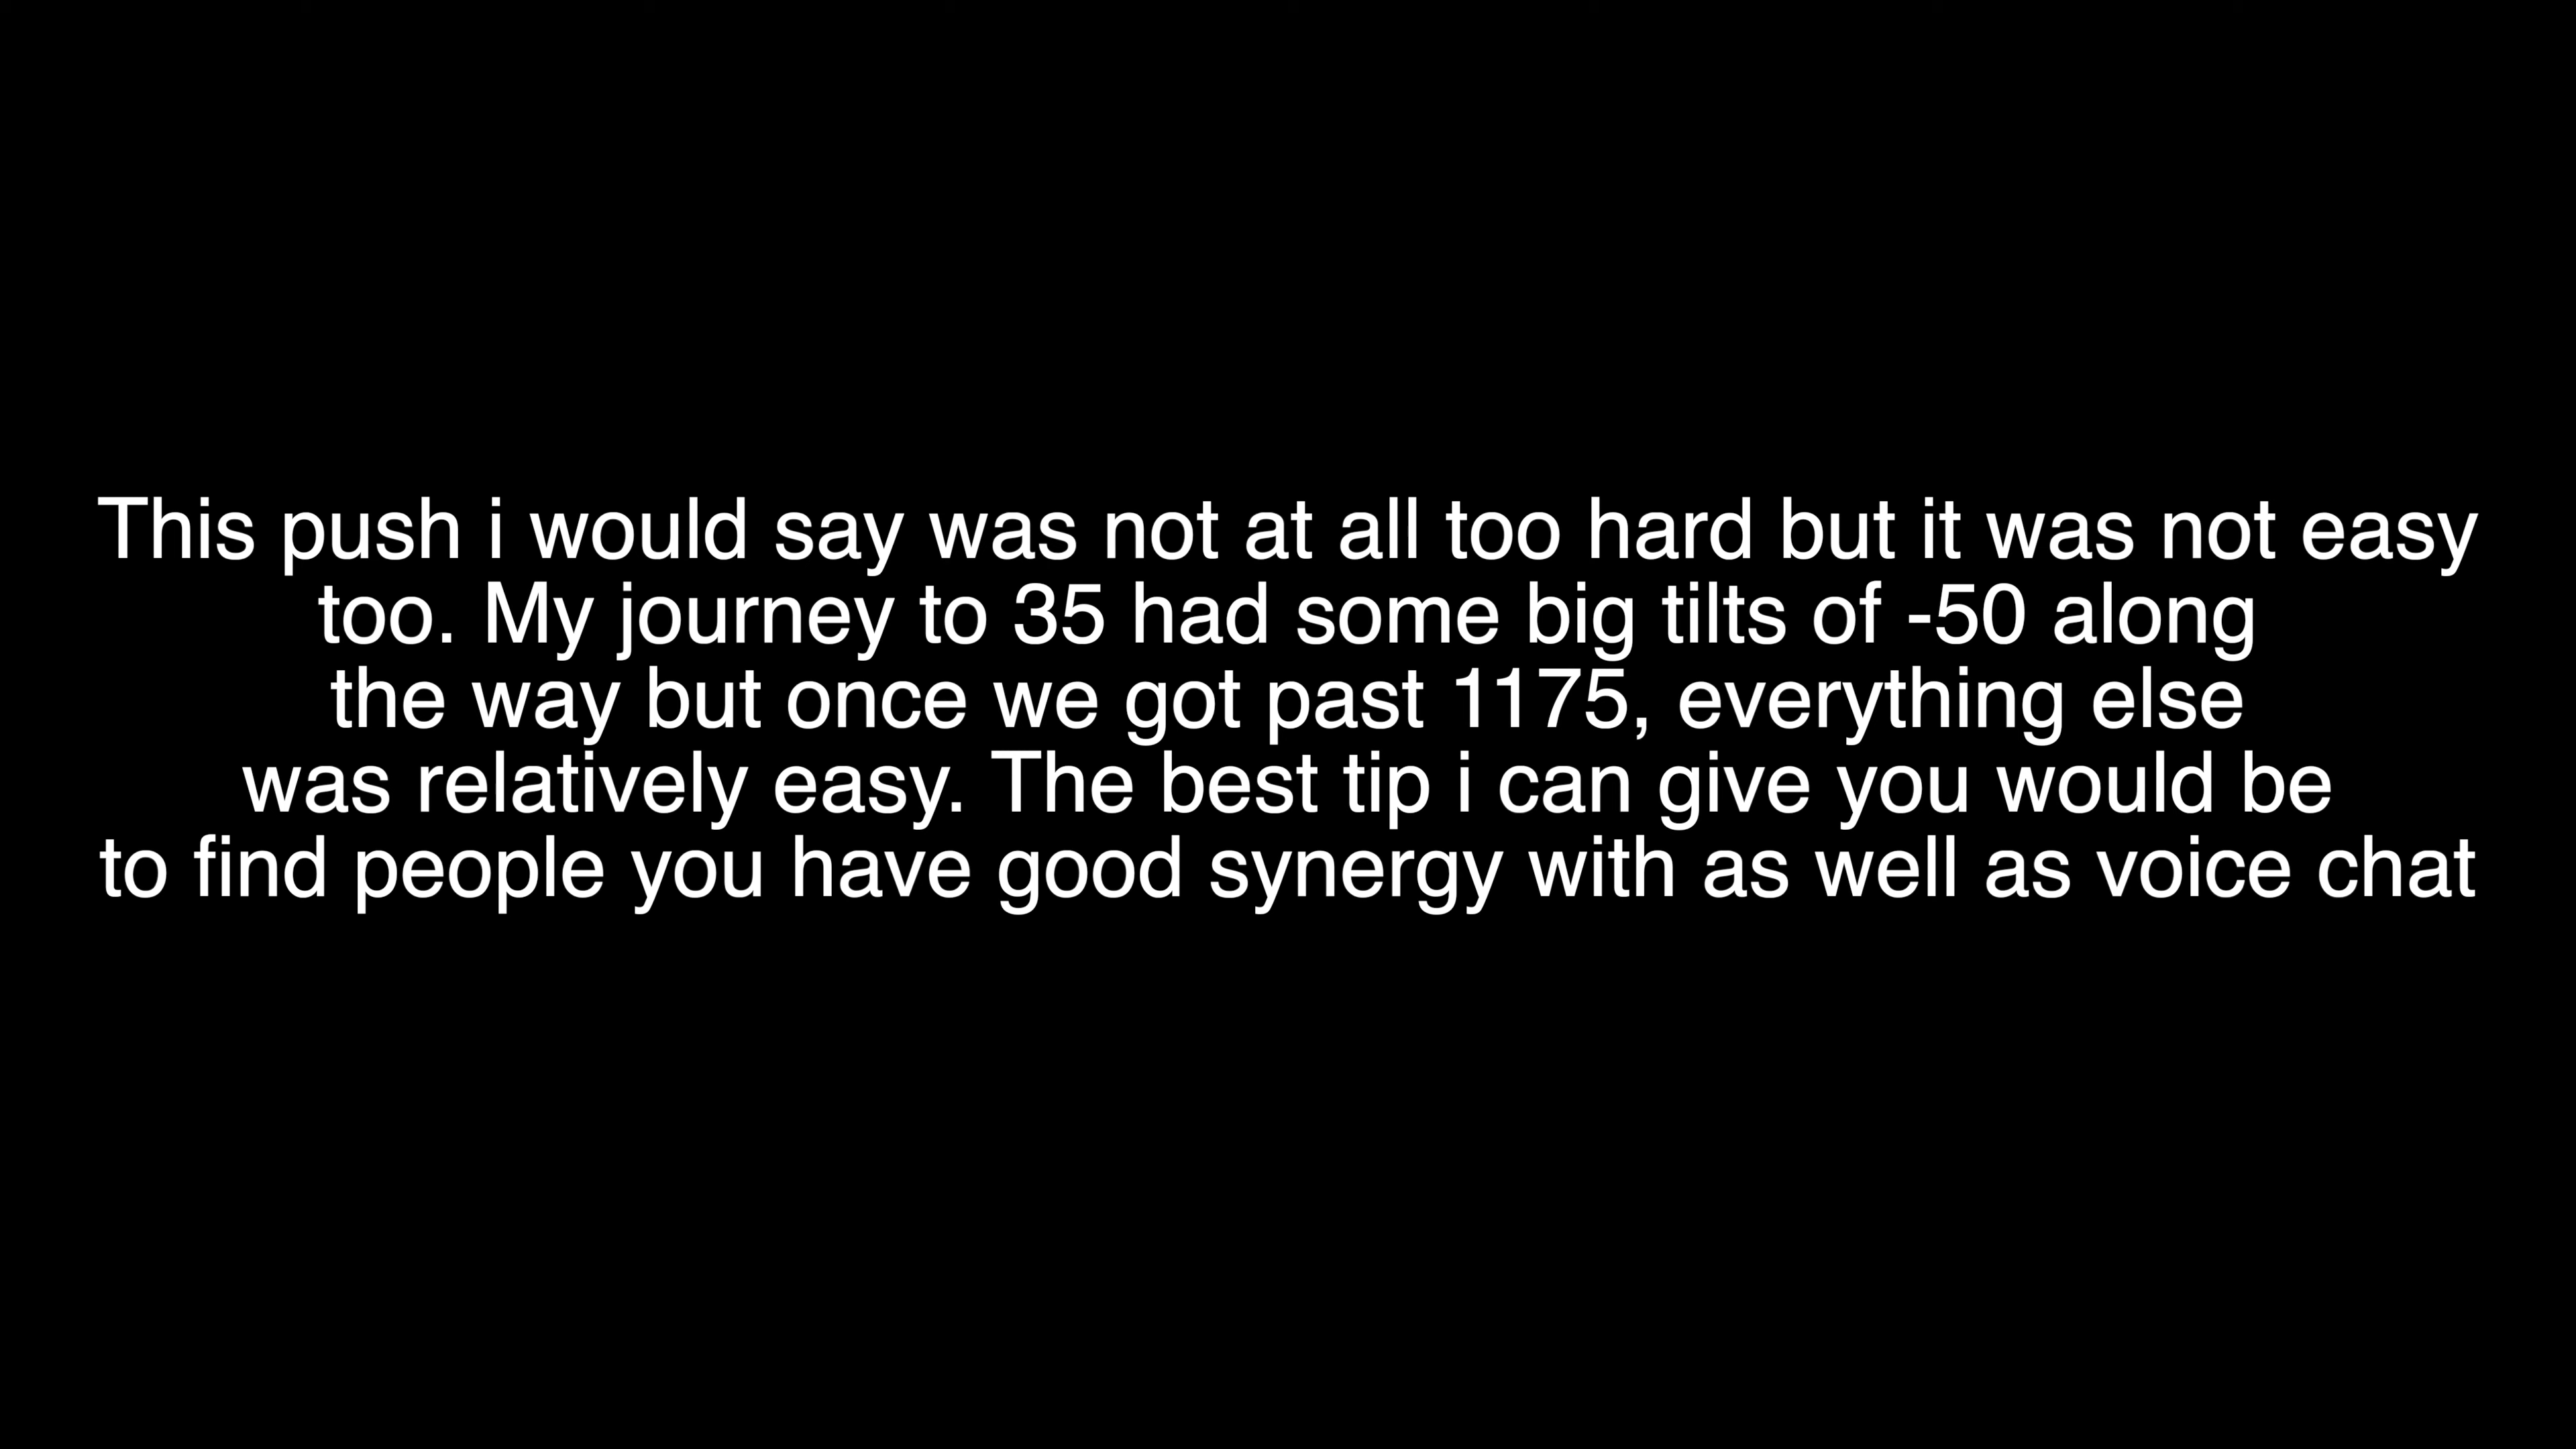 This push i would say was not at all too hard but it was not easy
too. My journey to 35 had some big tilts of -50 along
the way but once we got past 1175, everything else
was relatively easy. The best tip i can give you would be
to find people you have good synergy with as well as voice chat